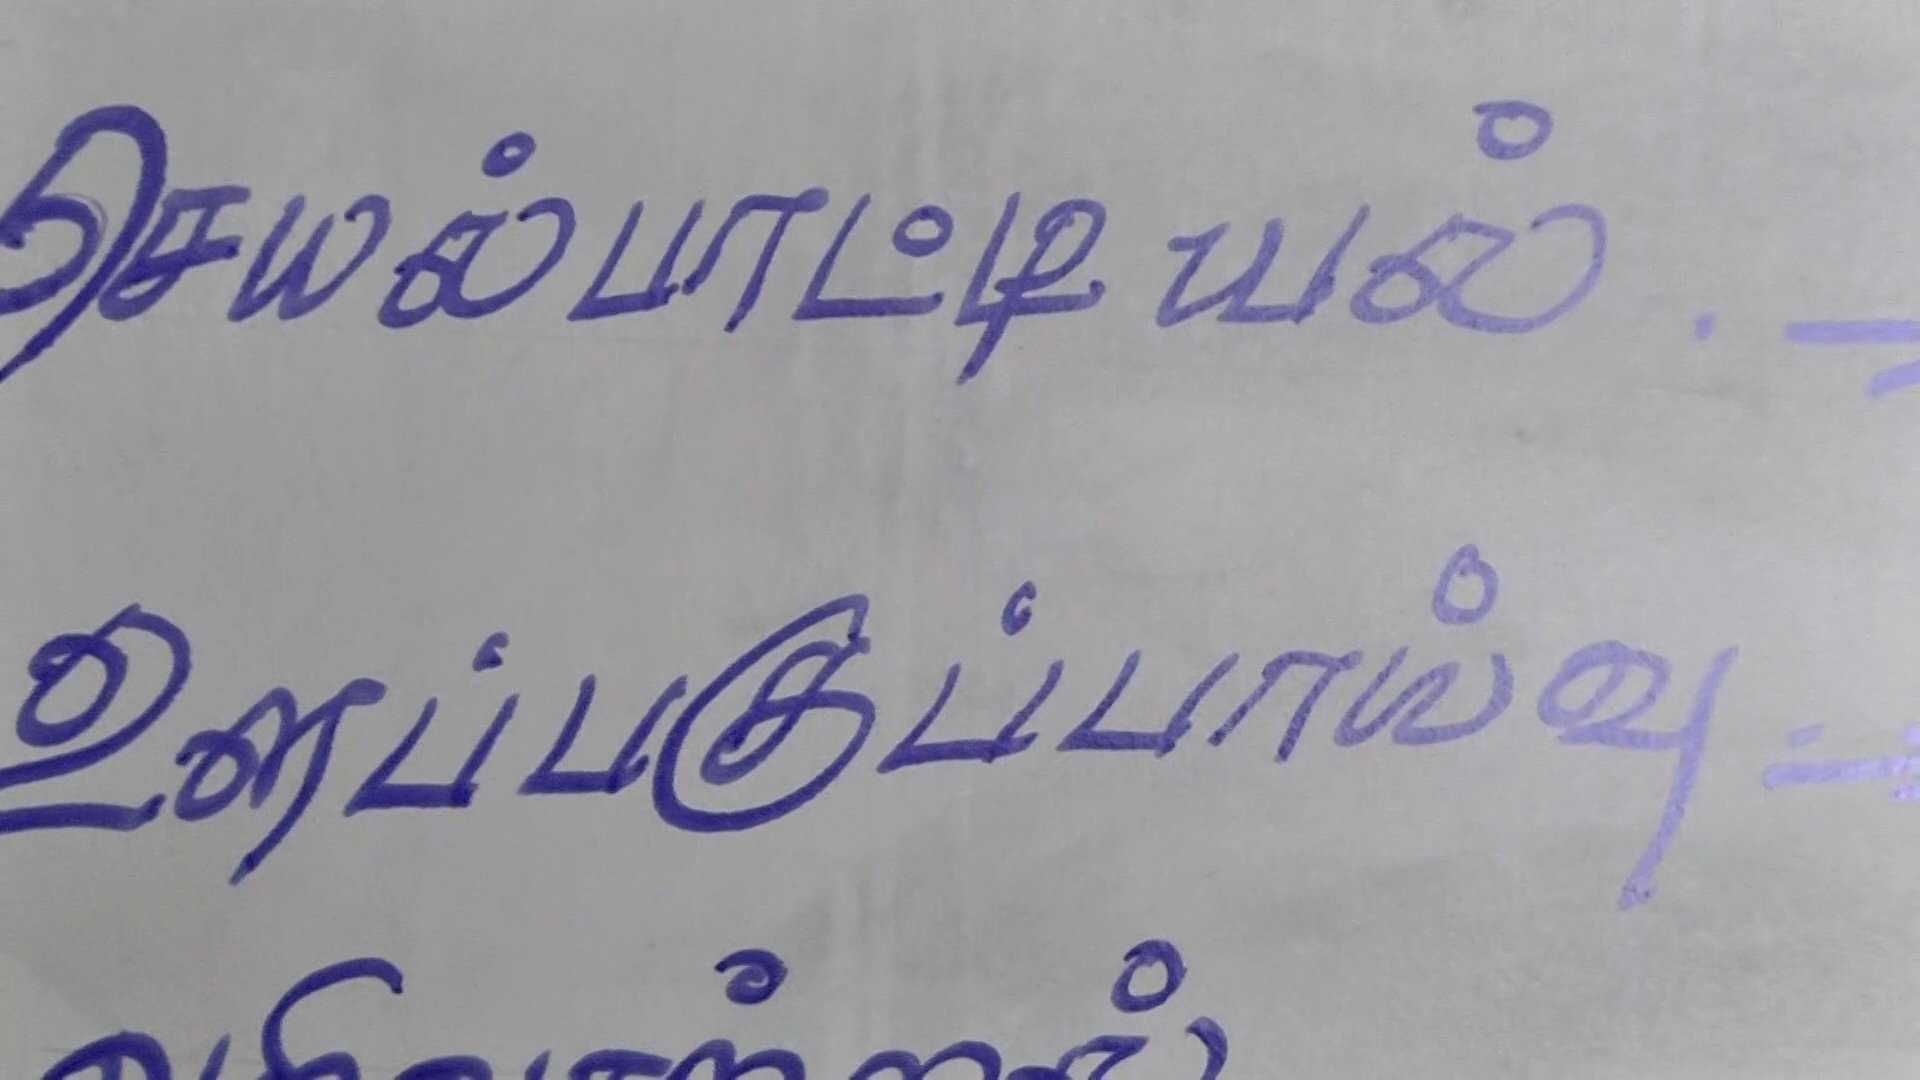 செயல்பாட்டியல் . →
உளப்பகுப்பாய்வு →